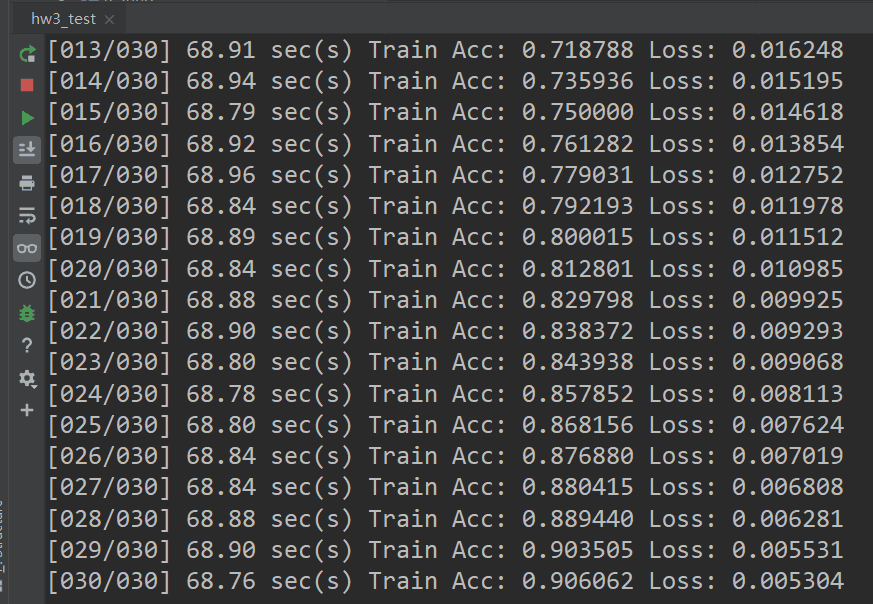 hw3_test
[013/030] 68.91 sec(s) Train Acc: 0.718788 Loss: 0.016248
[014/030] 68.94 sec(s) Train Acc: 0.735936 Loss: 0.015195
[015/030] 68.79 sec(s) Train Acc: 0.750000 Loss: 0.014618
[016/030] 68.92 sec(s) Train Acc: 0.761282 Loss: 0.013854
[017/030] 68.96 sec(s) Train Acc: 0.779031 Loss: 0.012752
[018/030] 68.84 sec(s) Train Acc: 0.792193 Loss: 0.011978
[019/030] 68.89 sec(s) Train Acc: 0.800015 Loss: 0.011512
[020/030] 68.84 sec(s) Train Acc: 0.812801 Loss: 0.010985
[021/030] 68.88 sec(s) Train Acc: 0.829798 Loss: 0.009925
[022/030] 68.90 sec(s) Train Acc: 0.838372 Loss: 0.009293
[023/030] 68.80 sec(s) Train Acc: 0.843938 Loss: 0.009068
[024/030] 68.78 sec(s) Train Acc: 0.857852 Loss: 0.008113
[025/030] 68.80 sec(s) Train Acc: 0.868156 Loss: 0.007624
[026/030] 68.84 sec(s) Train Acc: 0.876880 Loss: 0.007019
[027/030] 68.84 sec(s) Train Acc: 0.880415 Loss: 0.006808
[028/030] 68.88 sec(s) Train Acc: 0.889440 Loss: 0.006281
[029/030] 68.90 sec(s) Train Acc: 0.903505 Loss: 0.005531
[030/030] 68.76 sec(s) Train Acc: 0.906062 Loss: 0.005304